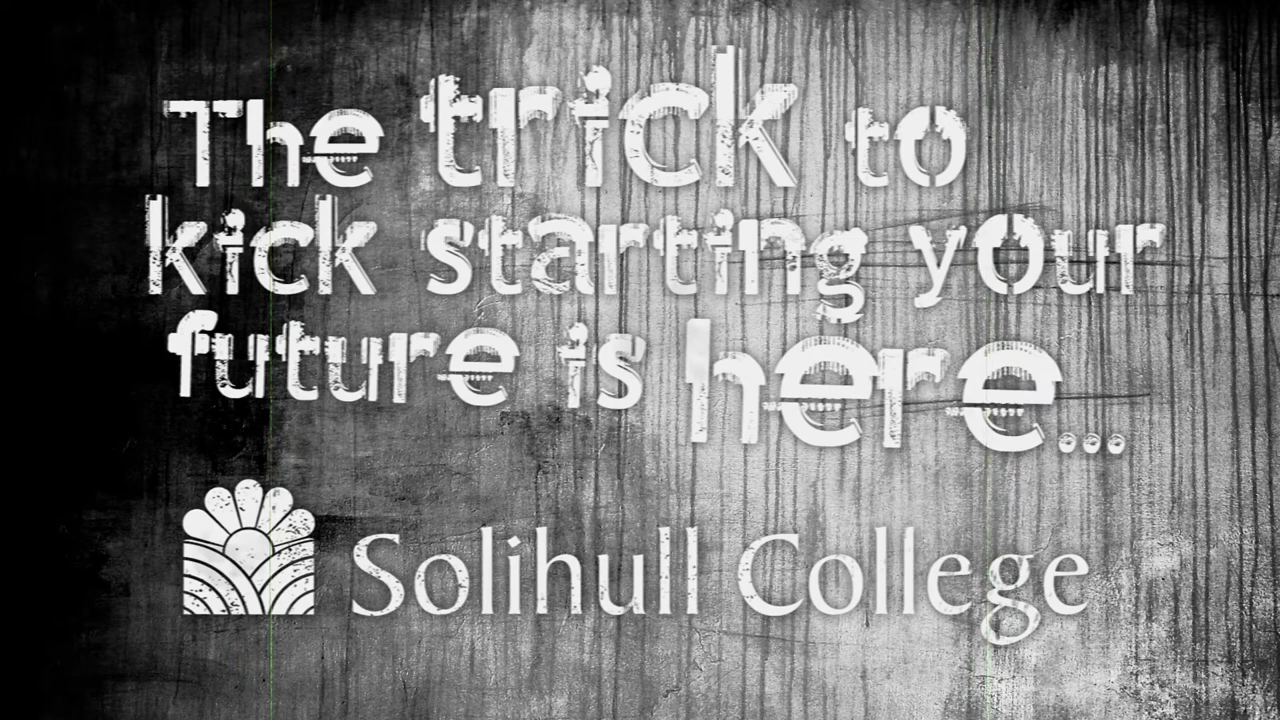 The trick to
kick starting your
future is here...
Solihull College